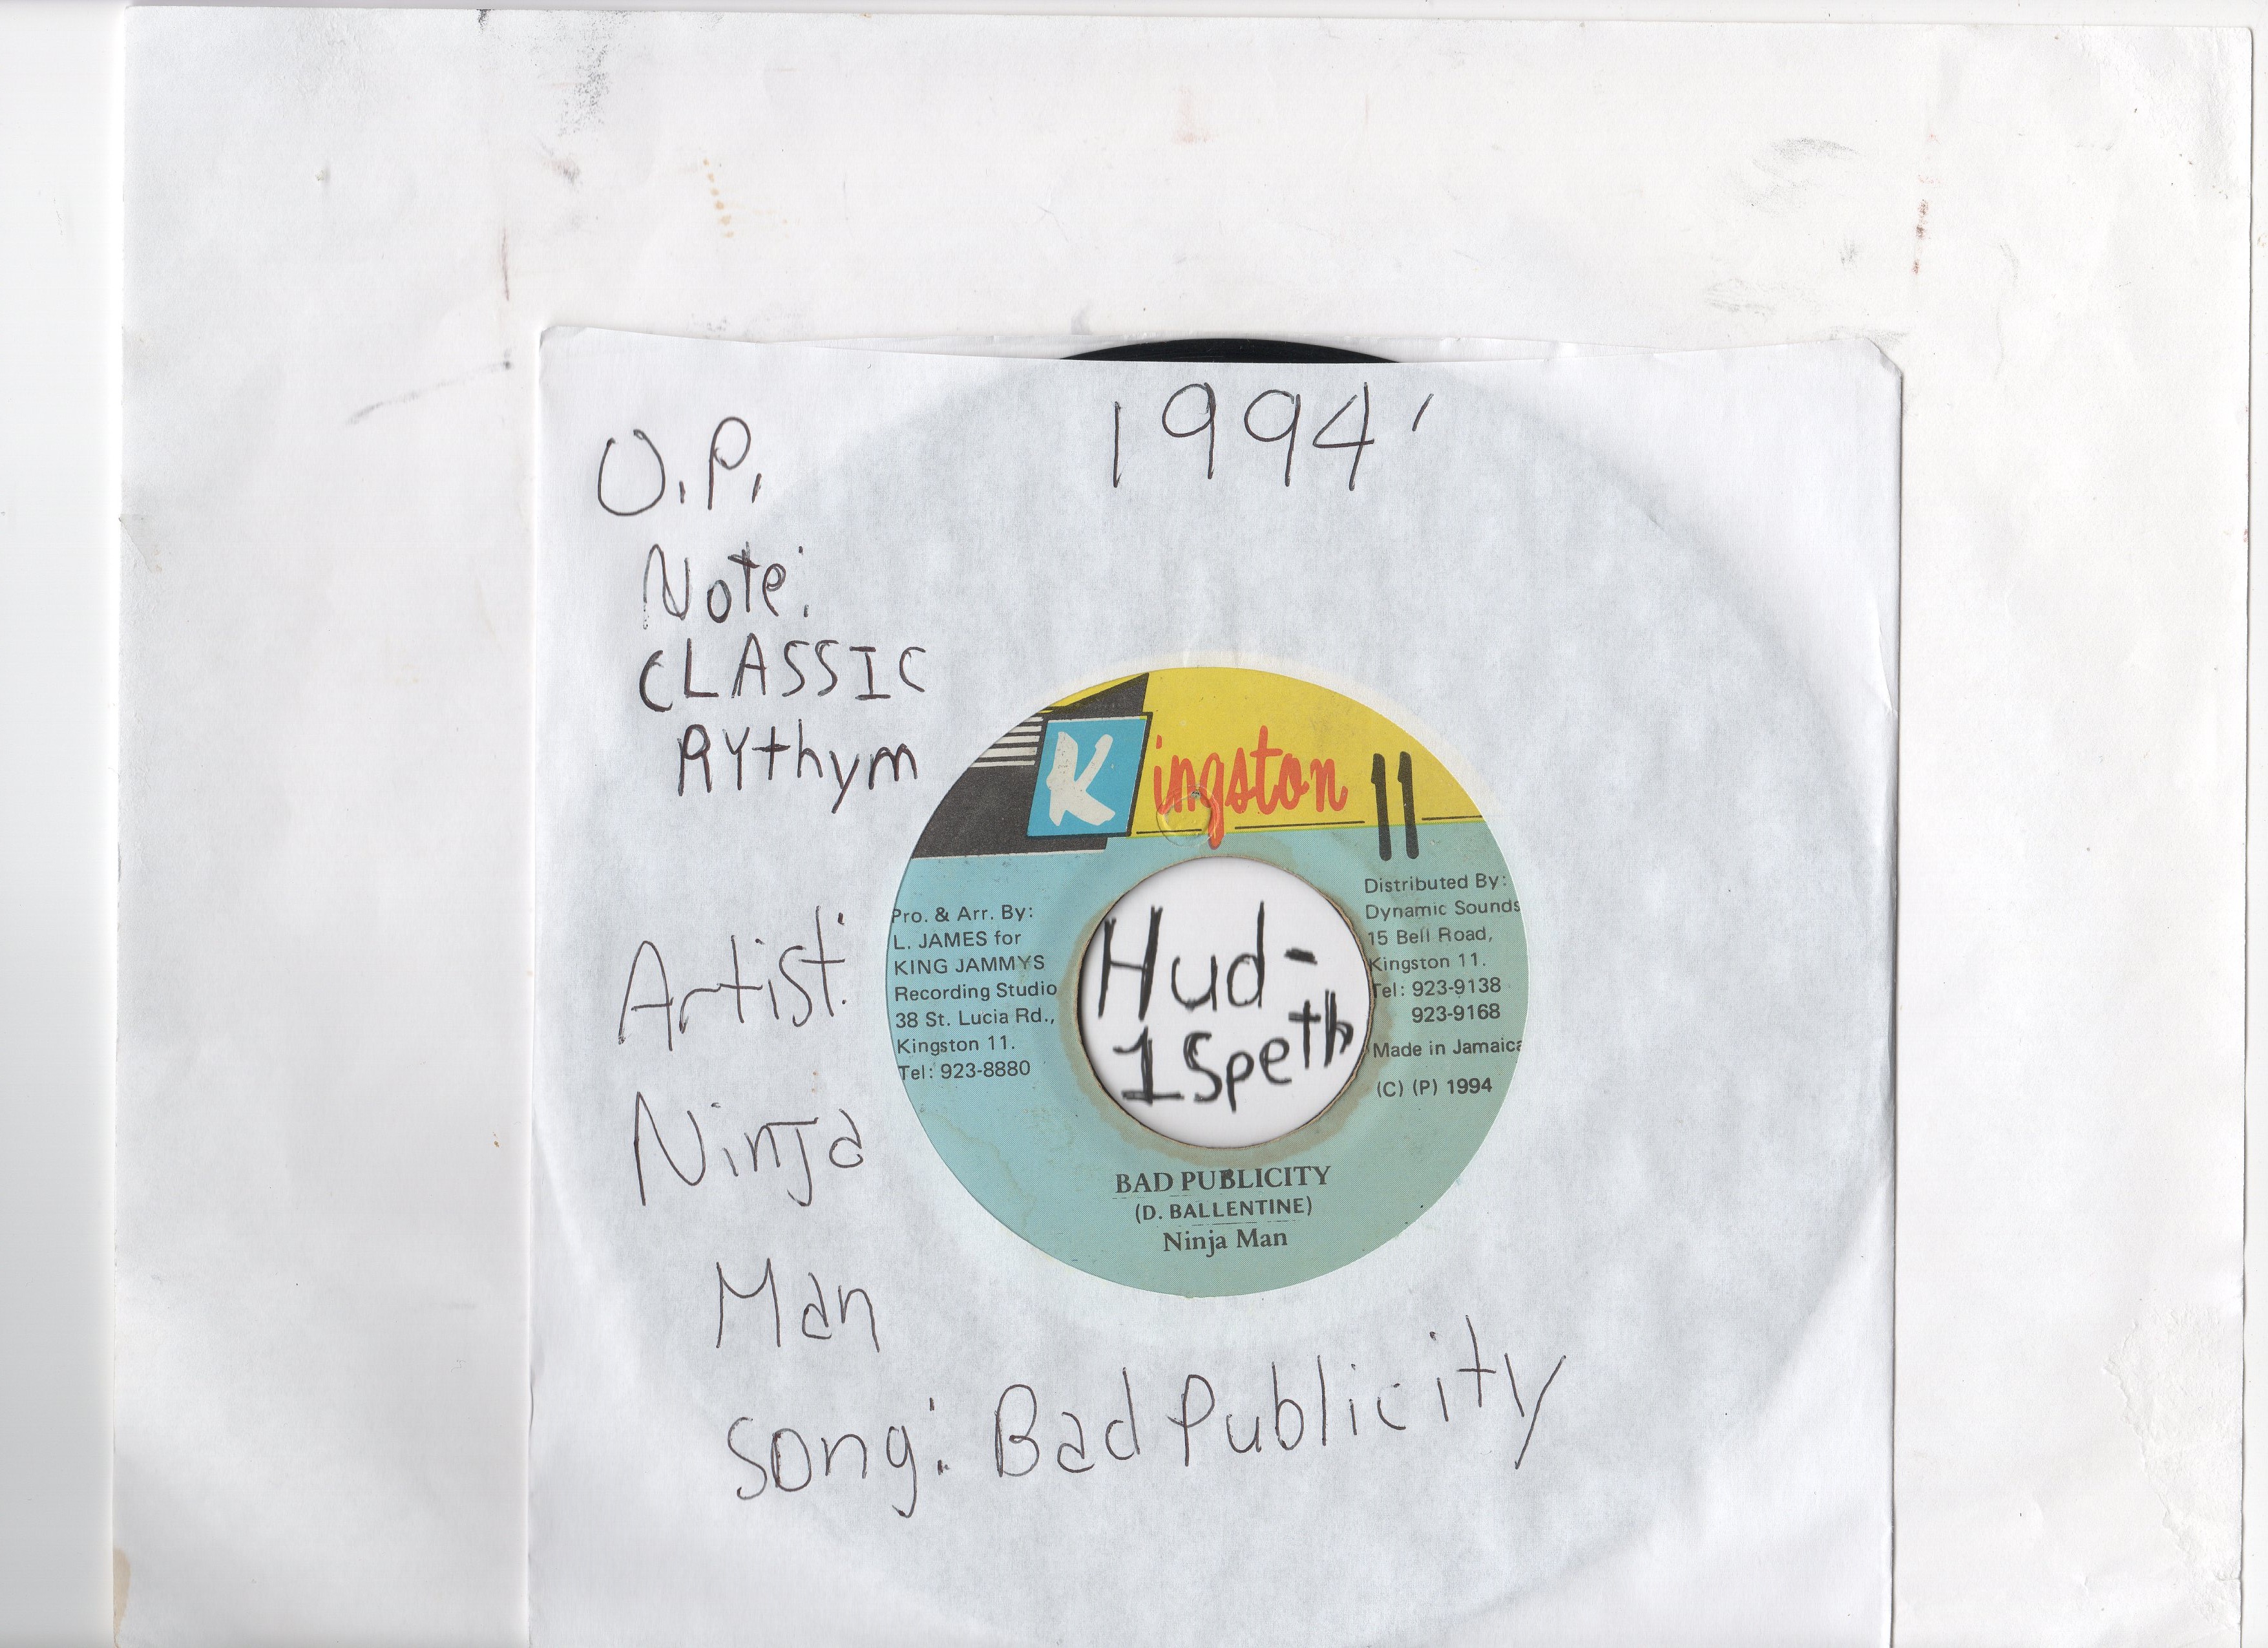 1994'
O.P.
Note:
CLASSIC
RYthym
Artist:
Ninja
Man
Song: Bad Publicity
Kingston 11
Pro. & Arr. By:
L. JAMES for
KING JAMMYS
Recording Studio
38 St. Lucia Rd.,
Kingston 11.
Tel: 923-8880
Hud-
1Speth
Distributed By:
Dynamic Sounds
15 Bell Road,
Kingston 11.
Tel: 923-9138
923-9168
Made in Jamaica
(C) (P) 1994
BAD PUBLICITY
(D. BALLENTINE)
Ninja Man